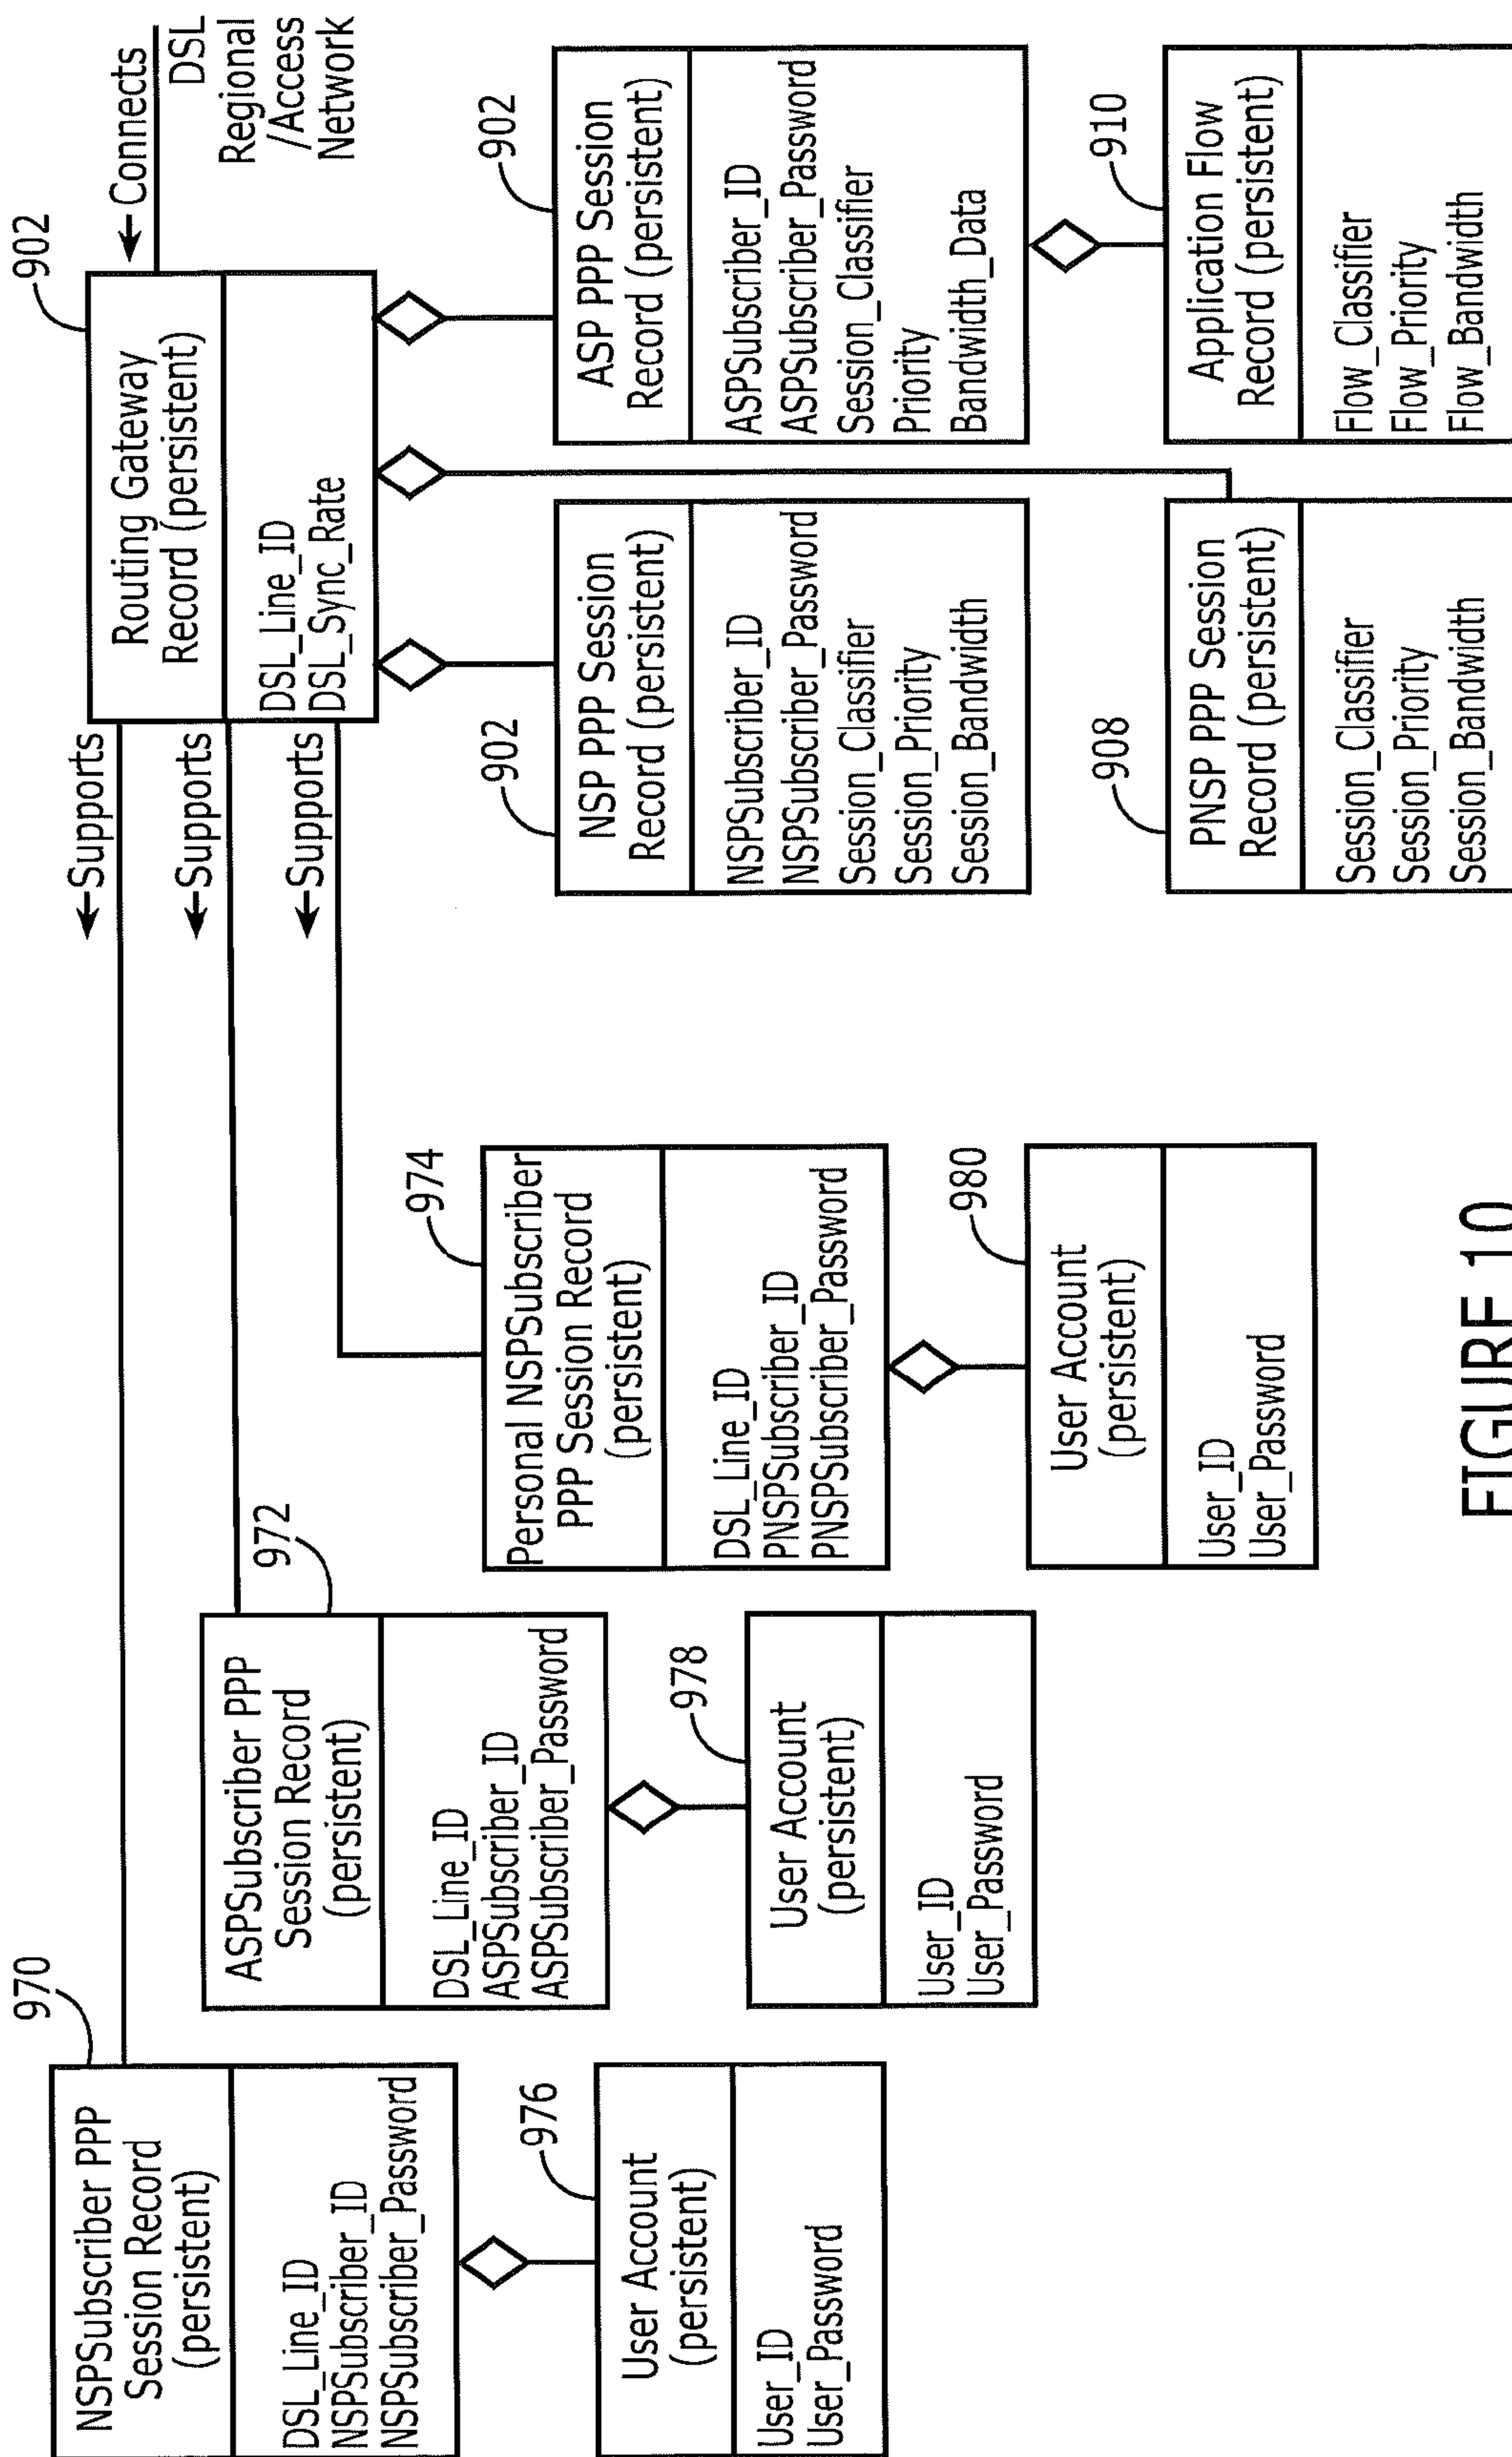 970
NSPSubscriber PPP
Session Record
(persistent)
DSL_Line_ID
NSPSubscriber_ID
NSPSubscriber_Password
976
User Account
(persistent)
User_ID
User_Password
972
ASPSubscriber PPP
Session Record
(persistent)
DSL_Line_ID
ASPSubscriber_ID
ASPSubscriber_Password
978
User Account
(persistent)
User_ID
User_Password
974
Personal NSPSubscriber
PPP Session Record
(persistent)
DSL_Line_ID
PNSPSubscriber_ID
PNSPSubscriber_Password
980
User Account
(persistent)
User_ID
User_Password
Supports
Supports
Supports
902
Routing Gateway
Record (persistent)
DSL_Line_ID
DSL_Sync_Rate
Connects
DSL
Regional
/Access
Network
902
NSP PPP Session
Record (persistent)
NSPSubscriber_ID
NSPSubscriber_Password
Session_Classifier
Session_Priority
Session_Bandwidth
902
ASP PPP Session
Record (persistent)
ASPSubscriber_ID
ASPSubscriber_Password
Session_Classifier
Priority
Bandwidth_Data
908
PNSP PPP Session
Record (persistent)
Session_Classifier
Session_Priority
Session_Bandwidth
910
Application Flow
Record (persistent)
Flow_Classifier
Flow_Priority
Flow_Bandwidth
FIGURE 10